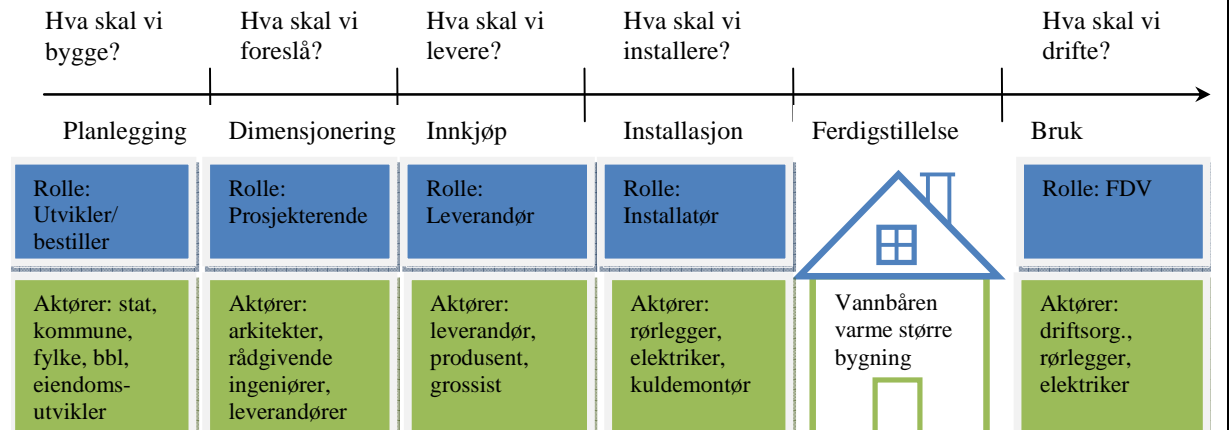 Hva skal vi
bygge?
Hva skal vi
foreslå?
Hva skal vi
levere?
Hva skal vi
installere?
Hva skal vi
drifte?
Planlegging
Dimensjonering
Innkjøp
Installasjon
Ferdigstillelse
Bruk
Rolle:
Utvikler/
bestiller
Rolle:
Prosjekterende
Rolle:
Leverandør
Rolle:
Installatør
Rolle: FDV
Aktører: stat,
kommune,
fylke, bbl,
eiendoms-
utvikler
Aktører:
arkitekter,
rådgivende
ingeniører,
leverandører
Aktører:
leverandør,
produsent,
grossist
Aktører:
rørlegger,
elektriker,
kuldemontør
Vannbåren
varme større
bygning
Aktører:
driftsorg.,
rørlegger,
elektriker